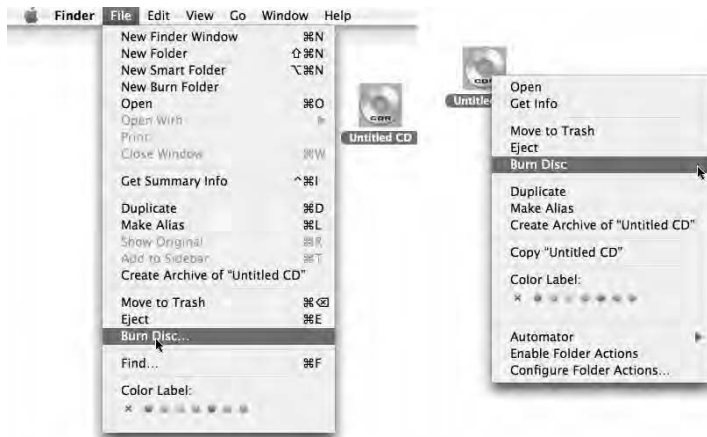 Finder File Edit View Go Window Help
New Finder Window ⌘N
New Folder ⇧⌘N
New Smart Folder ⌥⌘N
New Burn Folder
Open ⌘O
Open With
Print
Close Window ⌘W
Get Summary Info ^⌘I
Duplicate ⌘D
Make Alias ⌘L
Show Original ⌘R
Add to Sidebar ⌘T
Create Archive of "Untitled CD"
Move to Trash ⌘⌫
Eject ⌘E
Burn Disc...
Find... ⌘F
Color Label:
×
CDR
Untitled CD
CDR
Open
Get Info
Move to Trash
Eject
Burn Disc
Duplicate
Make Alias
Create Archive of "Untitled CD"
Copy "Untitled CD"
Color Label:
×
Automator
Enable Folder Actions
Configure Folder Actions...